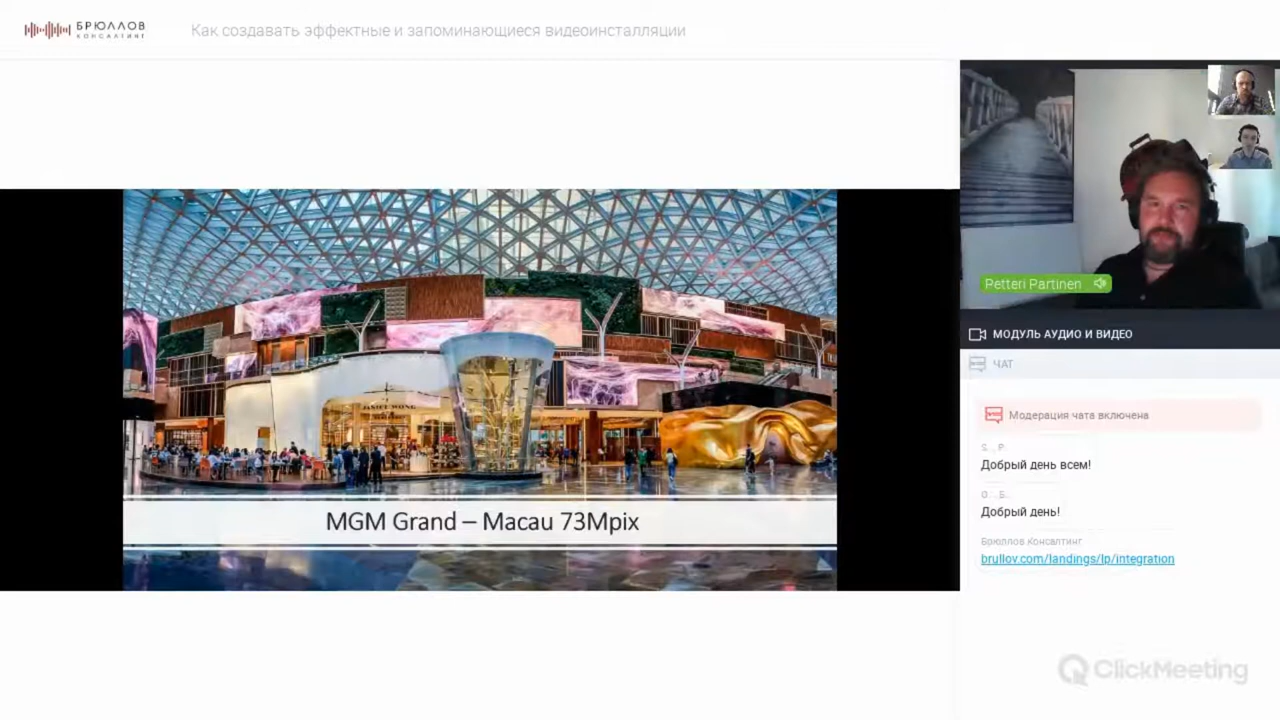 БРЮЛЛОВ
КОНСАЛТИНГ
Как создавать эффектные и запоминающиеся видеоинсталляции
MGM Grand – Macau 73Mpix
Petteri Partinen
МОДУЛЬ АУДИО И ВИДЕО
ЧАТ
Модерация чата включена
S... P.
Добрый день всем!
О... Б..
Добрый день!
Брюллов Консалтинг
brullov.com/landings/lp/integration
ClickMeeting